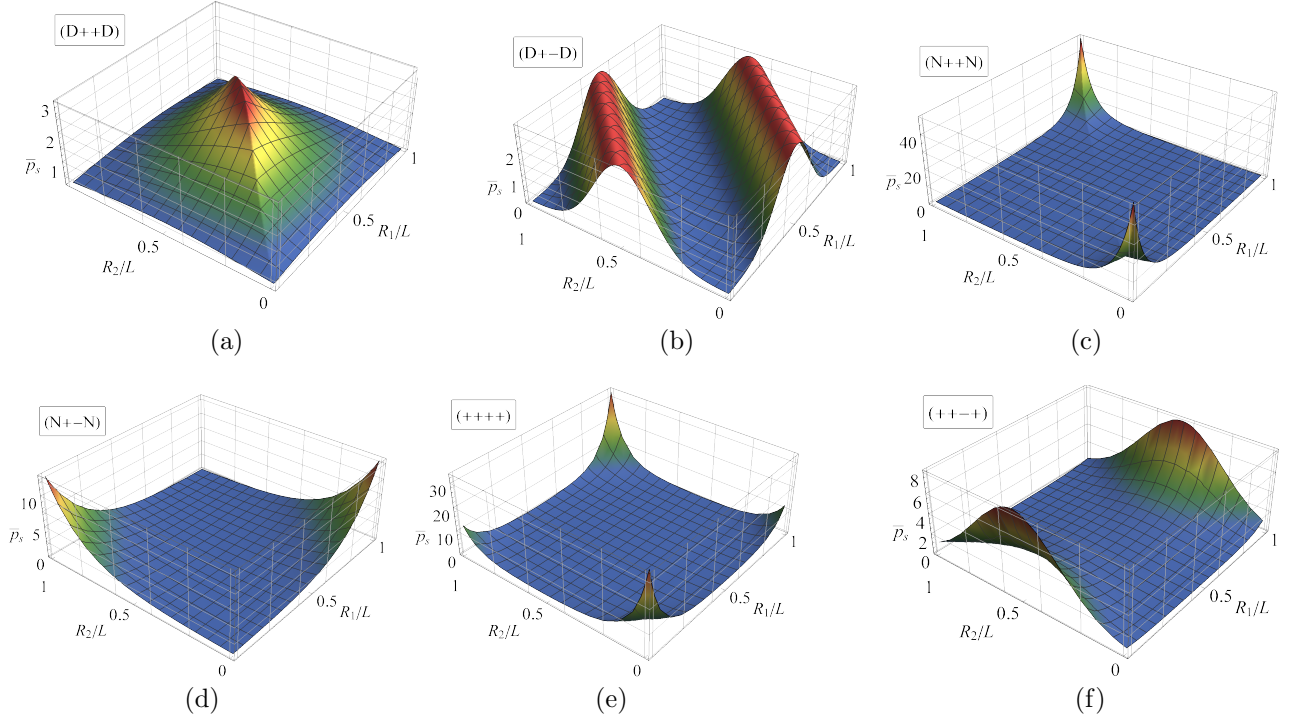 (D++D)
3
2
1
p̅ₛ
0.5
R₂/L
0
0.5
R₁/L
1
(a)
(D+−D)
2
1
p̅ₛ
0
1
0.5
R₂/L
0
0.5
R₁/L
1
(b)
(N++N)
40
20
p̅ₛ
0
1
0.5
R₂/L
0
0.5
R₁/L
1
(c)
(N+−N)
10
5
p̅ₛ
0
1
0.5
R₂/L
0
0.5
R₁/L
1
(d)
(++++)
30
20
10
p̅ₛ
0
1
0.5
R₂/L
0
0.5
R₁/L
1
(e)
(++−+)
8
6
4
2
p̅ₛ
0
1
0.5
R₂/L
0
0.5
R₁/L
1
(f)